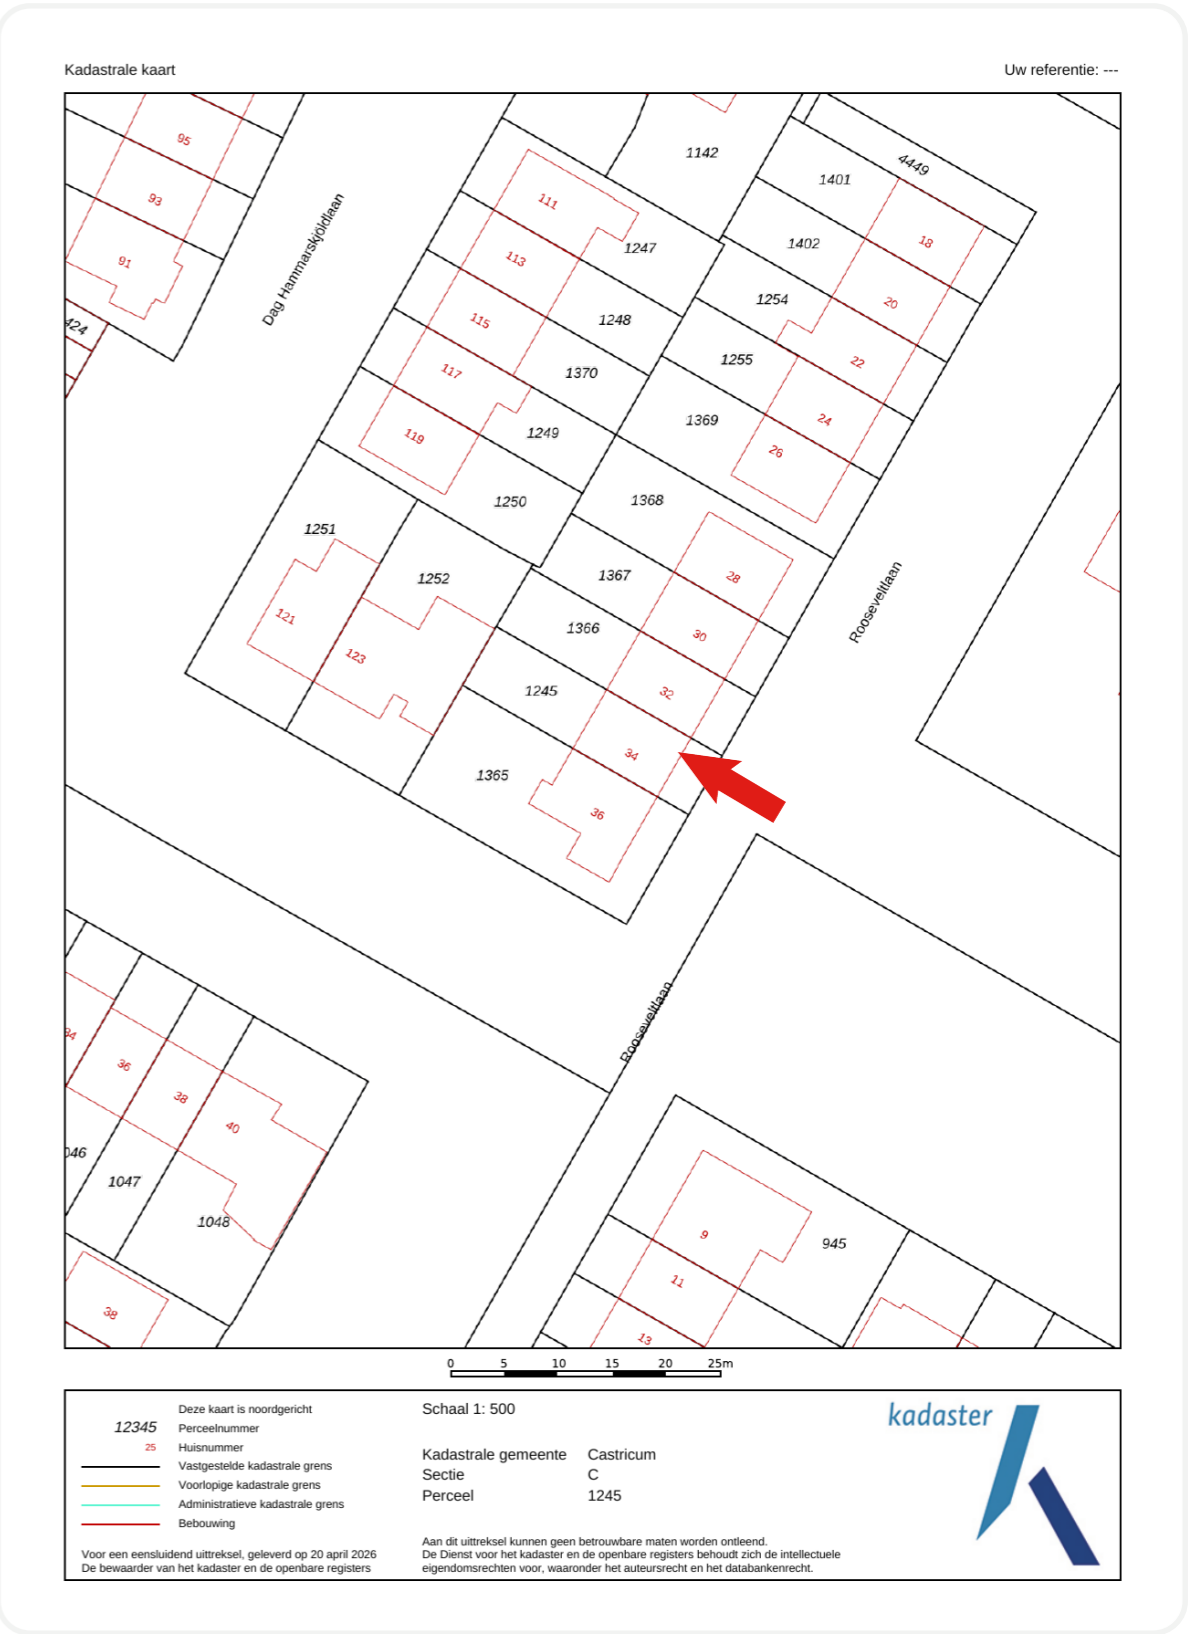 Kadastrale kaart
Uw referentie: ---
95
93
91
424
Dag Hammarskjöldlaan
1142
4449
1401
1402
1254
1255
1369
1368
18
20
22
24
26
111
113
115
117
119
1247
1248
1370
1249
1250
1251
1252
121
123
1367
1366
1245
1365
28
30
32
34
36
Rooseveltlaan
Rooseveltlaan
34
36
38
40
046
1047
1048
38
9
11
13
945
0 5 10 15 20 25m
Deze kaart is noordgericht
12345 Perceelnummer
25 Huisnummer
Vastgestelde kadastrale grens
Voorlopige kadastrale grens
Administratieve kadastrale grens
Bebouwing
Voor een eensluidend uittreksel, geleverd op 20 april 2026
De bewaarder van het kadaster en de openbare registers
Schaal 1: 500
Kadastrale gemeente Castricum
Sectie C
Perceel 1245
Aan dit uittreksel kunnen geen betrouwbare maten worden ontleend.
De Dienst voor het kadaster en de openbare registers behoudt zich de intellectuele
eigendomsrechten voor, waaronder het auteursrecht en het databankenrecht.
kadaster